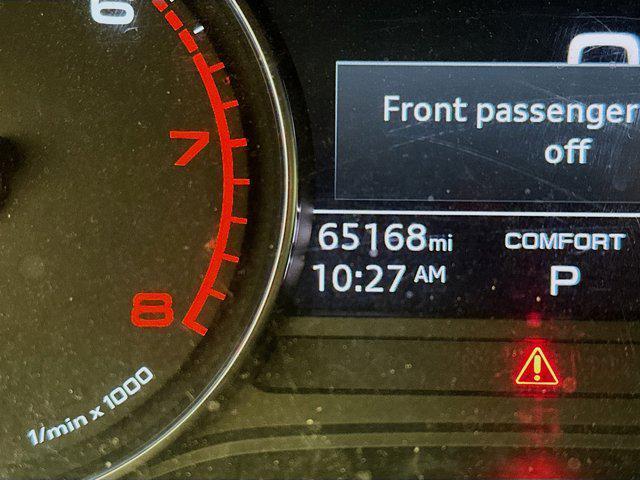 6
Front passenger
off
7
65168mi
COMFORT
10:27 AM
P
8
1/min x 1000